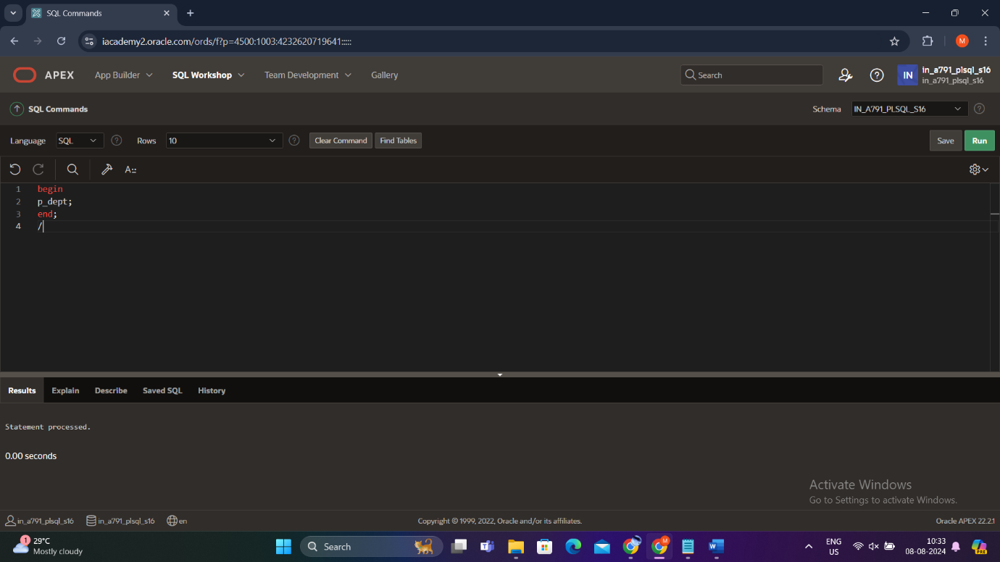 SQL Commands
iacademy2.oracle.com/ords/f?p=4500:1003:4232620719641:::::
M
APEX App Builder SQL Workshop Team Development Gallery Search IN in_a791_plsql_s16
in_a791_plsql_s16
SQL Commands Schema IN_A791_PLSQL_S16
Language SQL Rows 10 Clear Command Find Tables Save Run
A::
1 begin
2 p_dept;
3 end;
4 /
Results Explain Describe Saved SQL History
Statement processed.
0.00 seconds
Activate Windows
Go to Settings to activate Windows.
in_a791_plsql_s16 in_a791_plsql_s16 en Copyright © 1999, 2022, Oracle and/or its affiliates. Oracle APEX 22.2.1
1 29°C
Mostly cloudy
Search
M
W
ENG
US
10:33
08-08-2024
PRE